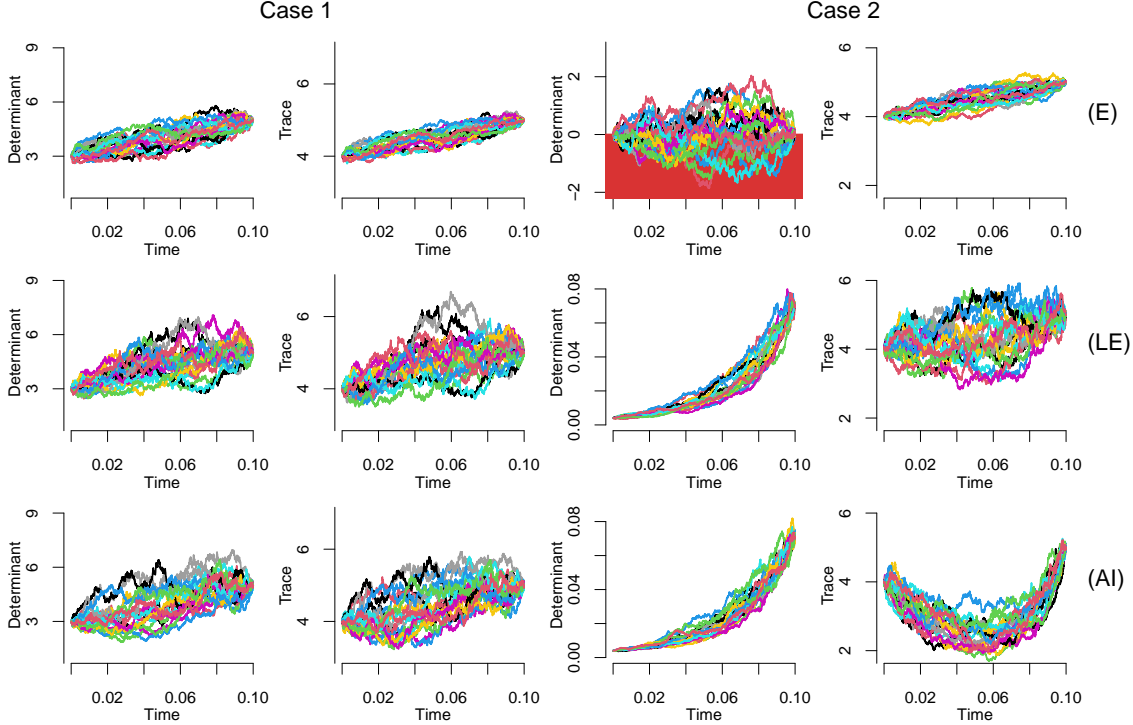 Case 1 Case 2
Determinant 3 6 9 0.02 0.06 0.10 Time
Trace 4 6 0.02 0.06 0.10 Time
Determinant −2 0 2 0.02 0.06 0.10 Time
Trace 2 4 6 0.02 0.06 0.10 Time
(E)
Determinant 3 6 9 0.02 0.06 0.10 Time
Trace 4 6 0.02 0.06 0.10 Time
Determinant 0.00 0.04 0.08 0.02 0.06 0.10 Time
Trace 2 4 6 0.02 0.06 0.10 Time
(LE)
Determinant 3 6 9 0.02 0.06 0.10 Time
Trace 4 6 0.02 0.06 0.10 Time
Determinant 0.00 0.04 0.08 0.02 0.06 0.10 Time
Trace 2 4 6 0.02 0.06 0.10 Time
(AI)